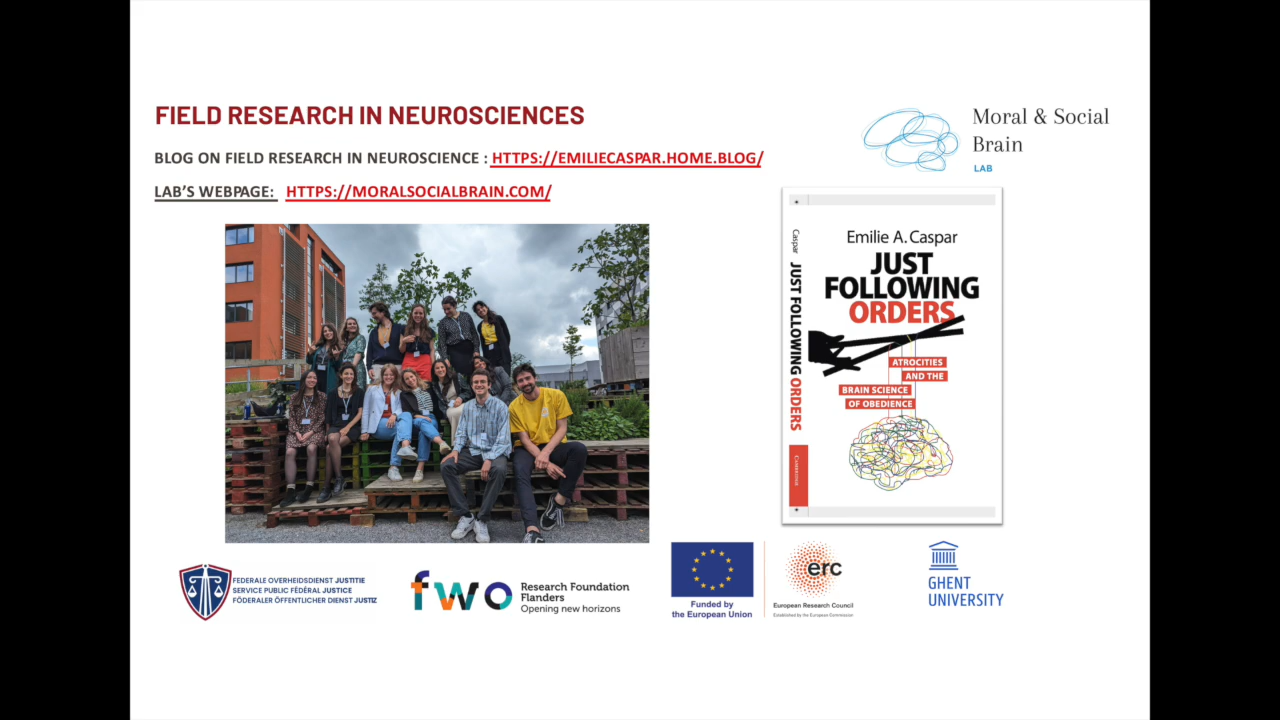 FIELD RESEARCH IN NEUROSCIENCES
BLOG ON FIELD RESEARCH IN NEUROSCIENCE : HTTPS://EMILIECASPAR.HOME.BLOG/
LAB'S WEBPAGE: HTTPS://MORALSOCIALBRAIN.COM/
Moral & Social
Brain
LAB
Caspar JUST FOLLOWING ORDERS CAMBRIDGE
Emilie A. Caspar
JUST
FOLLOWING
ORDERS
ATROCITIES
AND THE
BRAIN SCIENCE
OF OBEDIENCE
FEDERALE OVERHEIDSDIENST JUSTITIE
SERVICE PUBLIC FÉDÉRAL JUSTICE
FÖDERALER ÖFFENTLICHER DIENST JUSTIZ
fwo
Research Foundation
Flanders
Opening new horizons
Funded by
the European Union
erc
European Research Council
Established by the European Commission
GHENT
UNIVERSITY